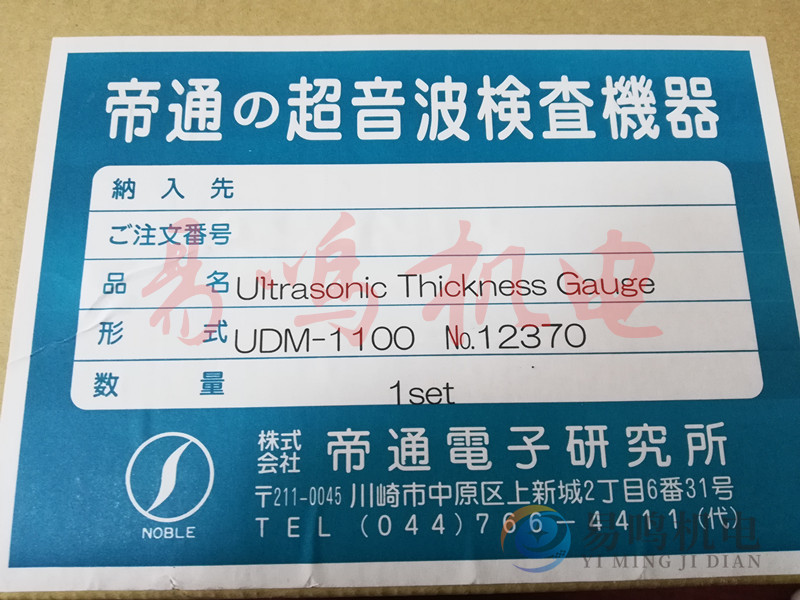 帝通の超音波検査機器
納入先
ご注文番号
品名 Ultrasonic Thickness Gauge
形式 UDM-1100 No.12370
数量 1set
易鸣机电
株式会社 帝通電子研究所
〒211-0045 川崎市中原区上新城2丁目6番31号
NOBLE
TEL (044)766-4411(代)
易鸣机电
YI MING JI DIAN